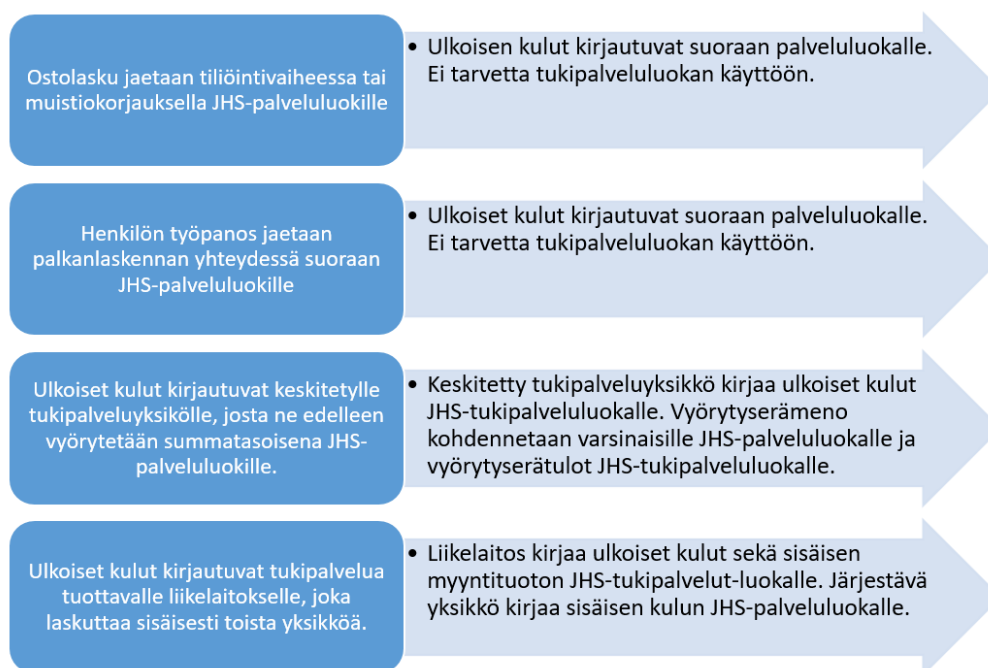 Ostolasku jaetaan tiliöintivaiheessa tai
muistiokorjauksella JHS-palveluluokille
• Ulkoisen kulut kirjautuvat suoraan palveluluokalle.
Ei tarvetta tukipalveluluokan käyttöön.
Henkilön työpanos jaetaan
palkanlaskennan yhteydessä suoraan
JHS-palveluluokille
• Ulkoiset kulut kirjautuvat suoraan palveluluokalle.
Ei tarvetta tukipalveluluokan käyttöön.
Ulkoiset kulut kirjautuvat keskitetylle
tukipalveluyksikölle, josta ne edelleen
vyörytetään summatasoisena JHS-
palveluluokille.
• Keskitetty tukipalveluyksikkö kirjaa ulkoiset kulut
JHS-tukipalveluluokalle. Vyörytyserämeno
kohdennetaan varsinaisille JHS-palveluluokalle ja
vyörytyserätulot JHS-tukipalveluluokalle.
Ulkoiset kulut kirjautuvat tukipalvelua
tuottavalle liikelaitokselle, joka
laskuttaa sisäisesti toista yksikköä.
• Liikelaitos kirjaa ulkoiset kulut sekä sisäisen
myyntituoton JHS-tukipalvelut-luokalle. Järjestävä
yksikkö kirjaa sisäisen kulun JHS-palveluluokalle.